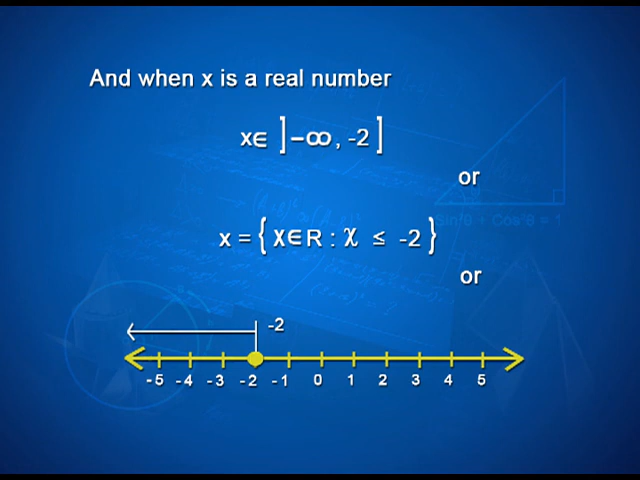 And when x is a real number
x∈ ]−∞, -2]
or
x = {x∈R : x ≤ -2}
or
-2
-5 -4 -3 -2 -1 0 1 2 3 4 5